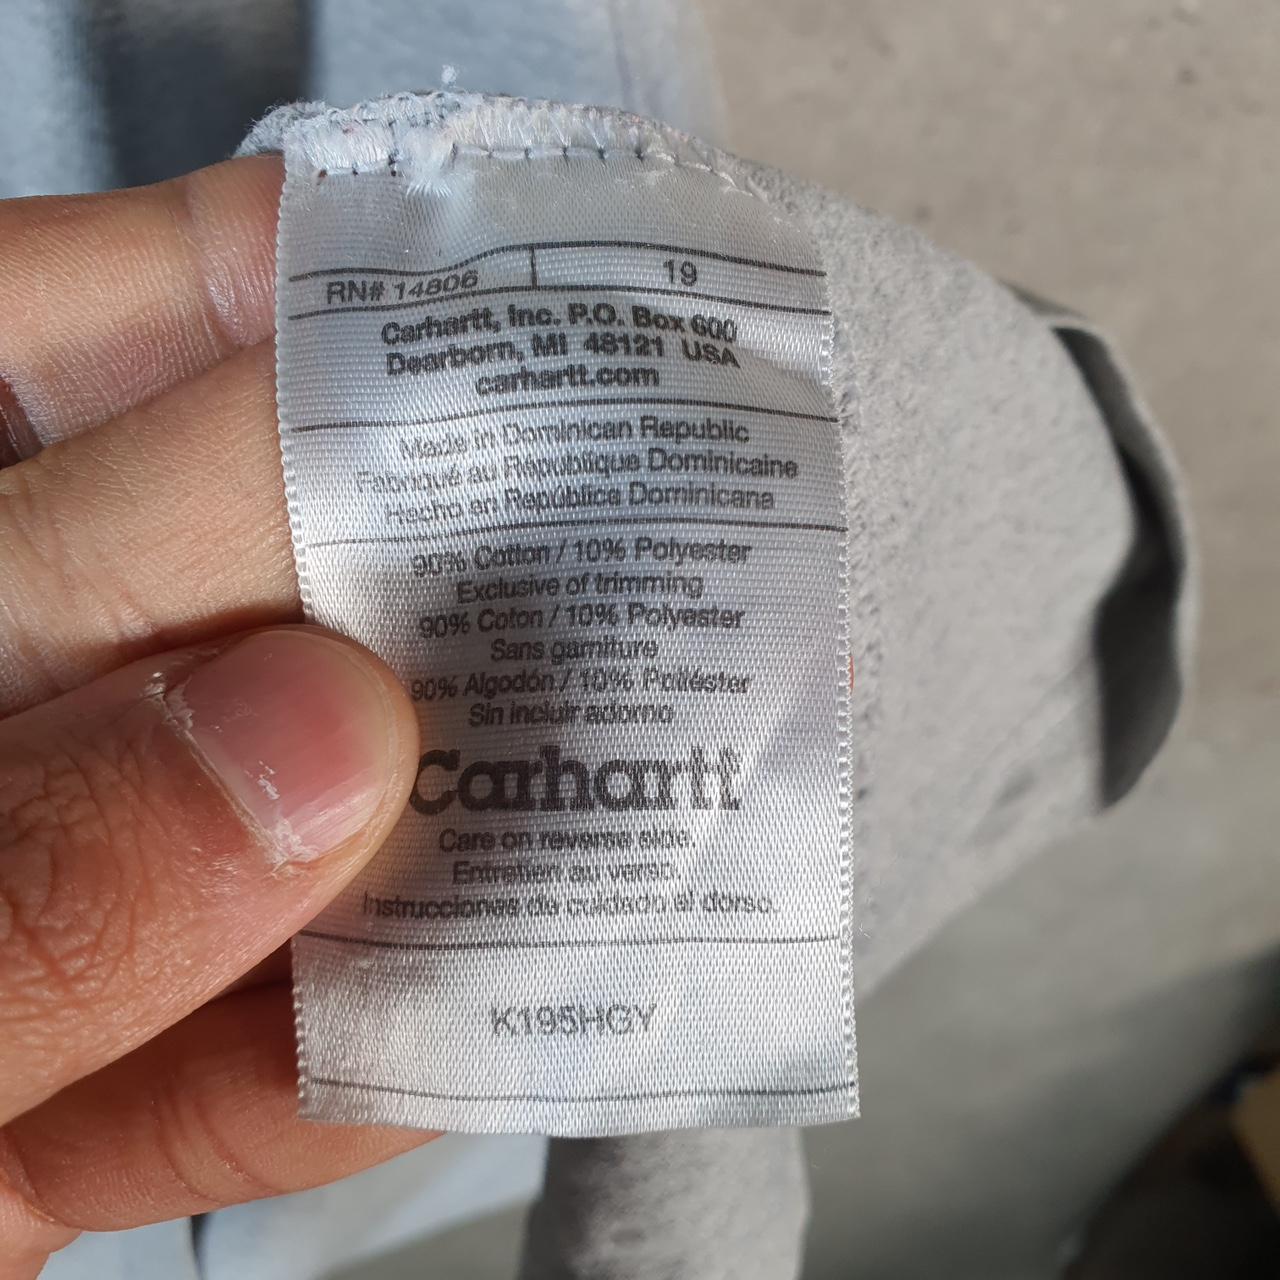 RN# 14806 19
Carhartt, Inc. P.O. Box 600
Dearborn, MI 48121 USA
carhartt.com
Made in Dominican Republic
Fabriqué au République Dominicaine
Hecho en República Dominicana
90% Cotton / 10% Polyester
Exclusive of trimming
90% Coton / 10% Polyester
Sans garniture
90% Algodón / 10% Poliéster
Sin incluir adorno
Carhartt
Care on reverse side.
Entretien au verso.
Instrucciones de cuidado al dorso.
K195HGY